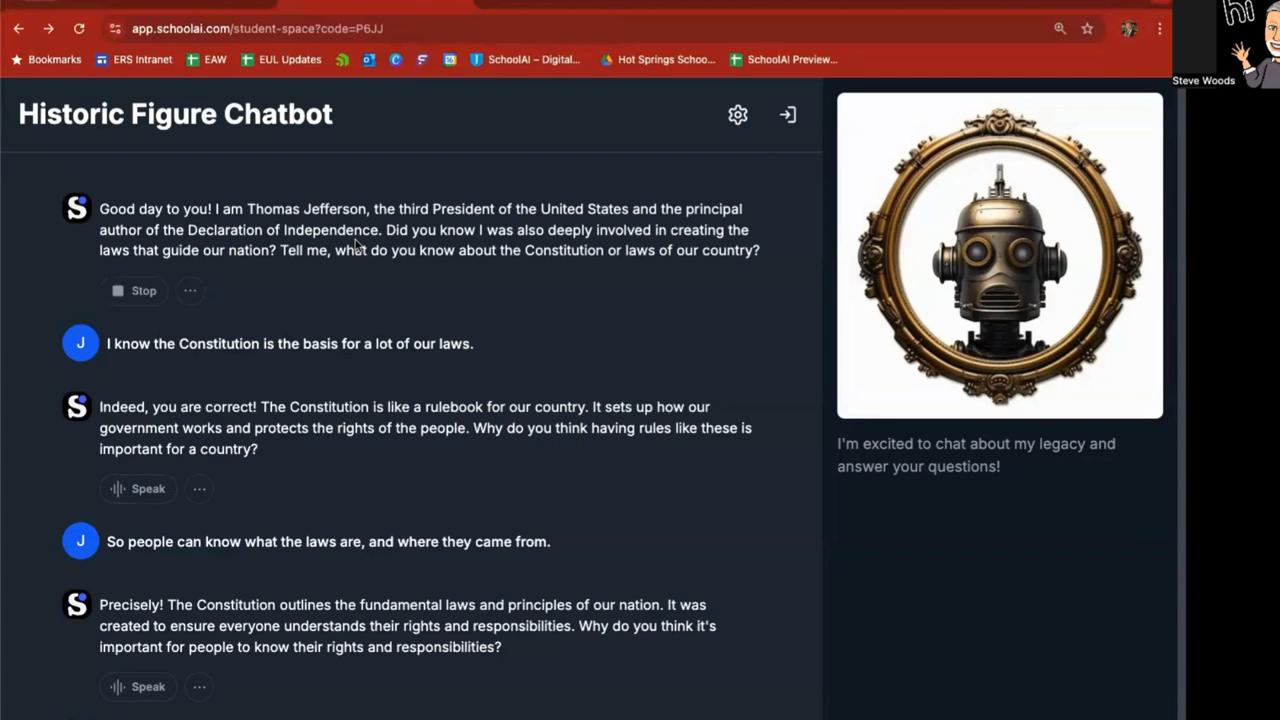 app.schoolai.com/student-space?code=P6JJ
hi
Bookmarks ERS Intranet EAW EUL Updates SchoolAI – Digital... Hot Springs Schoo... SchoolAI Preview...
Steve Woods
Historic Figure Chatbot
Good day to you! I am Thomas Jefferson, the third President of the United States and the principal
author of the Declaration of Independence. Did you know I was also deeply involved in creating the
laws that guide our nation? Tell me, what do you know about the Constitution or laws of our country?
Stop
J
I know the Constitution is the basis for a lot of our laws.
Indeed, you are correct! The Constitution is like a rulebook for our country. It sets up how our
government works and protects the rights of the people. Why do you think having rules like these is
important for a country?
Speak
J
So people can know what the laws are, and where they came from.
Precisely! The Constitution outlines the fundamental laws and principles of our nation. It was
created to ensure everyone understands their rights and responsibilities. Why do you think it's
important for people to know their rights and responsibilities?
Speak
I'm excited to chat about my legacy and
answer your questions!